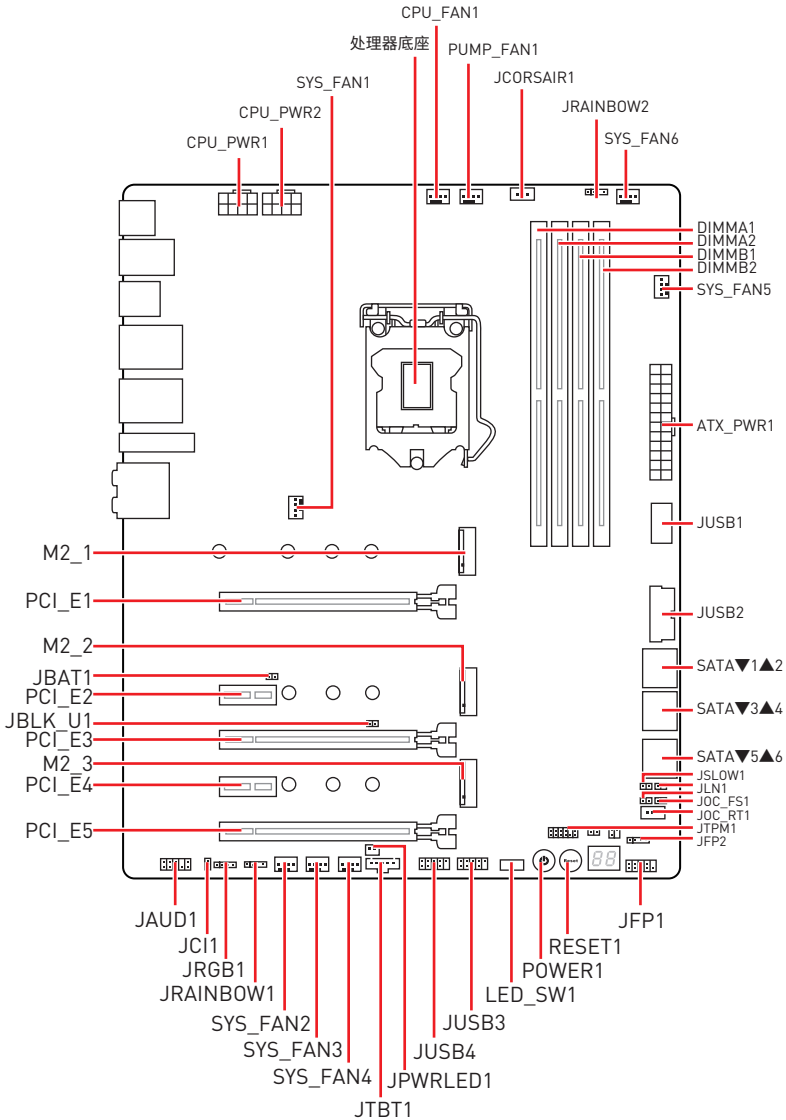 CPU_FAN1
处理器底座
PUMP_FAN1
SYS_FAN1
JCORSAIR1
CPU_PWR2
JRAINBOW2
CPU_PWR1
SYS_FAN6
DIMMA1
DIMMA2
DIMMB1
DIMMB2
SYS_FAN5
ATX_PWR1
JUSB1
M2_1
PCI_E1
JUSB2
M2_2
SATA▼1▲2
JBAT1
PCI_E2
SATA▼3▲4
JBLK_U1
PCI_E3
SATA▼5▲6
M2_3
JSLOW1
PCI_E4
JLN1
JOC_FS1
JOC_RT1
PCI_E5
JTPM1
JFP2
Reset
88
JAUD1
JFP1
JCI1
RESET1
JRGB1
POWER1
JRAINBOW1
LED_SW1
SYS_FAN2
JUSB3
SYS_FAN3
JUSB4
SYS_FAN4
JPWRLED1
JTBT1